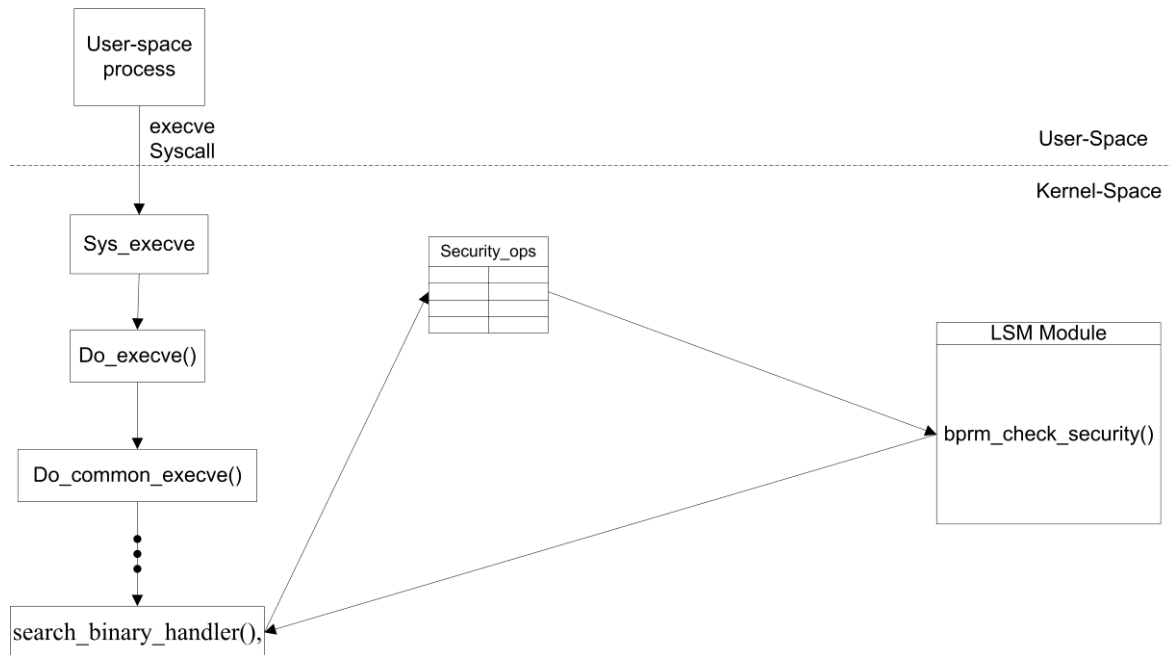 User-space
process
execve
Syscall
User-Space
Kernel-Space
Sys_execve
Security_ops
Do_execve()
LSM Module
bprm_check_security()
Do_common_execve()
search_binary_handler(),